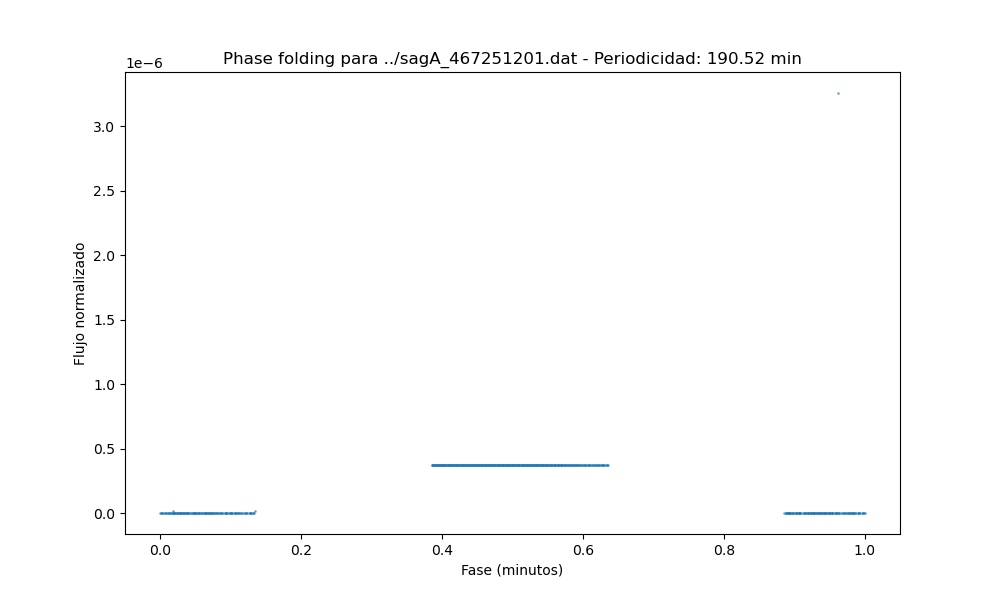 Phase folding para ../sagA_467251201.dat - Periodicidad: 190.52 min
1e−6
3.0
2.5
2.0
1.5
1.0
0.5
0.0
Flujo normalizado
0.0 0.2 0.4 0.6 0.8 1.0
Fase (minutos)